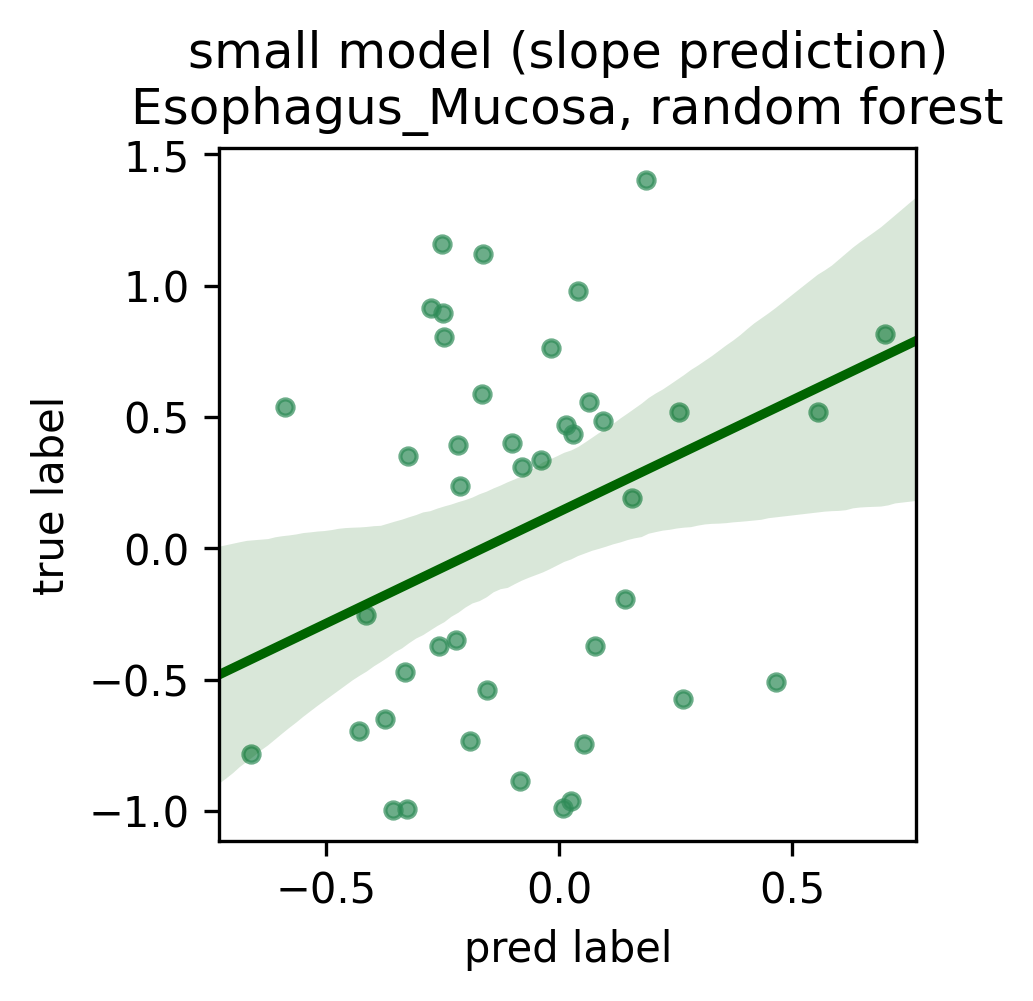 small model (slope prediction)
Esophagus_Mucosa, random forest
1.5
1.0
0.5
0.0
−0.5
−1.0
true label
−0.5 0.0 0.5
pred label